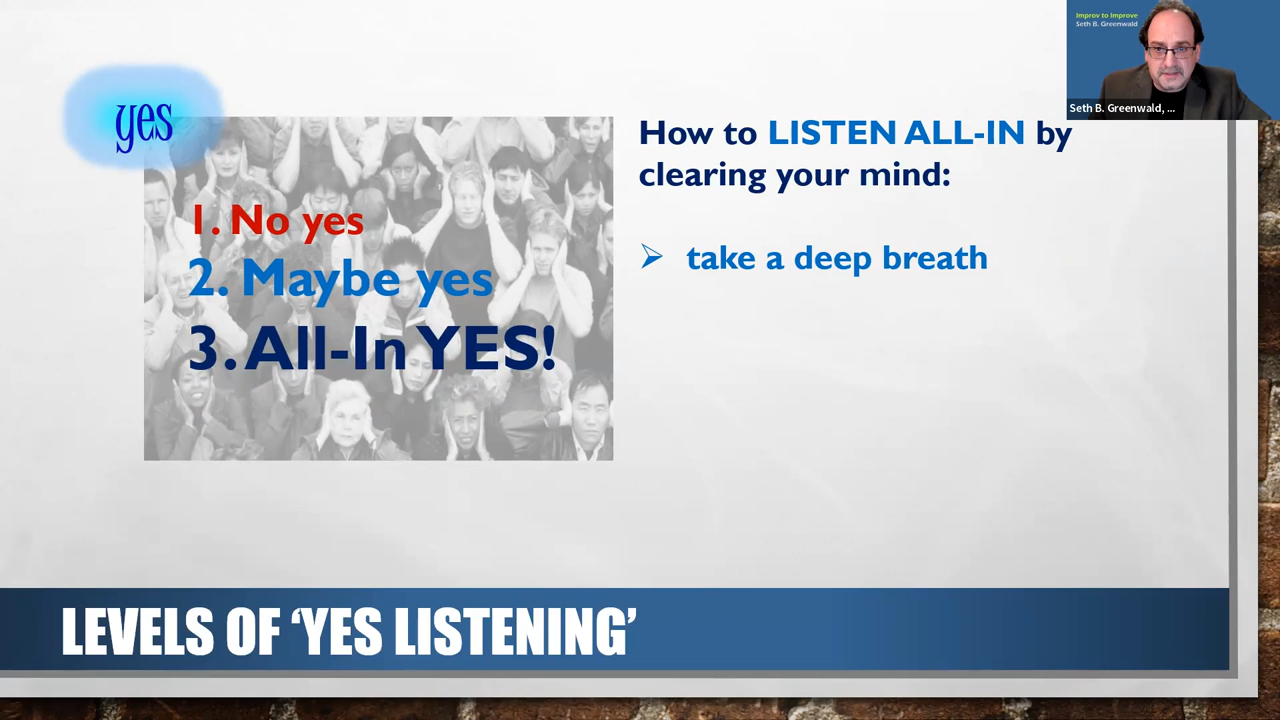 Improv to Improve
Seth B. Greenwald
Seth B. Greenwald, ...
yes
1. No yes
2. Maybe yes
3. All-In YES!
How to LISTEN ALL-IN by
clearing your mind:
➢ take a deep breath
LEVELS OF ‘YES LISTENING’